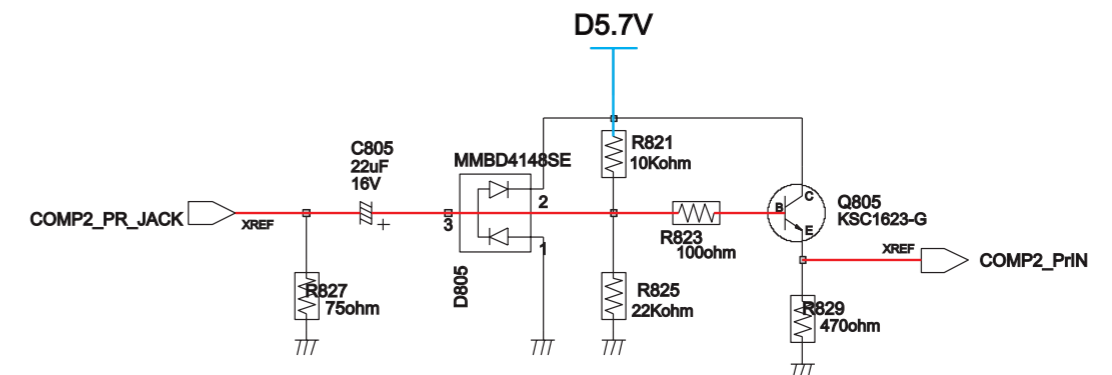 D5.7V
C805
22uF
16V
MMBD4148SE
R821
10Kohm
COMP2_PR_JACK
XREF
+
3
2
1
D805
R823
100ohm
B
C
E
Q805
KSC1623-G
XREF
COMP2_PrIN
R827
75ohm
R825
22Kohm
R829
470ohm